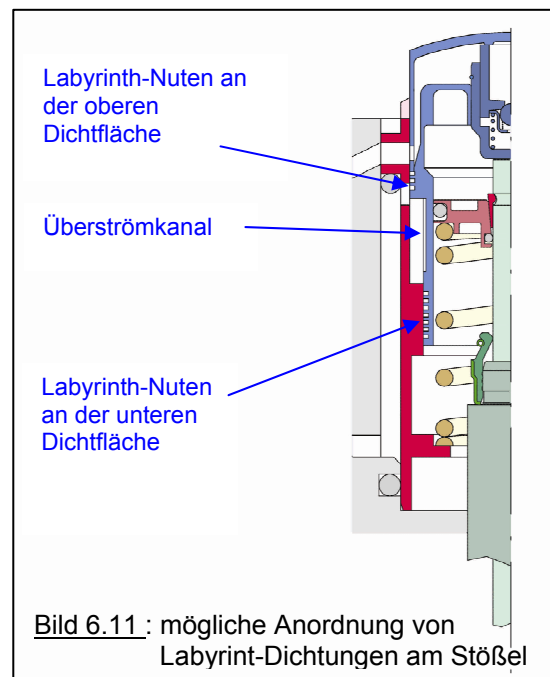 Labyrinth-Nuten an
der oberen
Dichtfläche
Überströmkanal
Labyrinth-Nuten
an der unteren
Dichtfläche
Bild 6.11 : mögliche Anordnung von
Labyrint-Dichtungen am Stößel